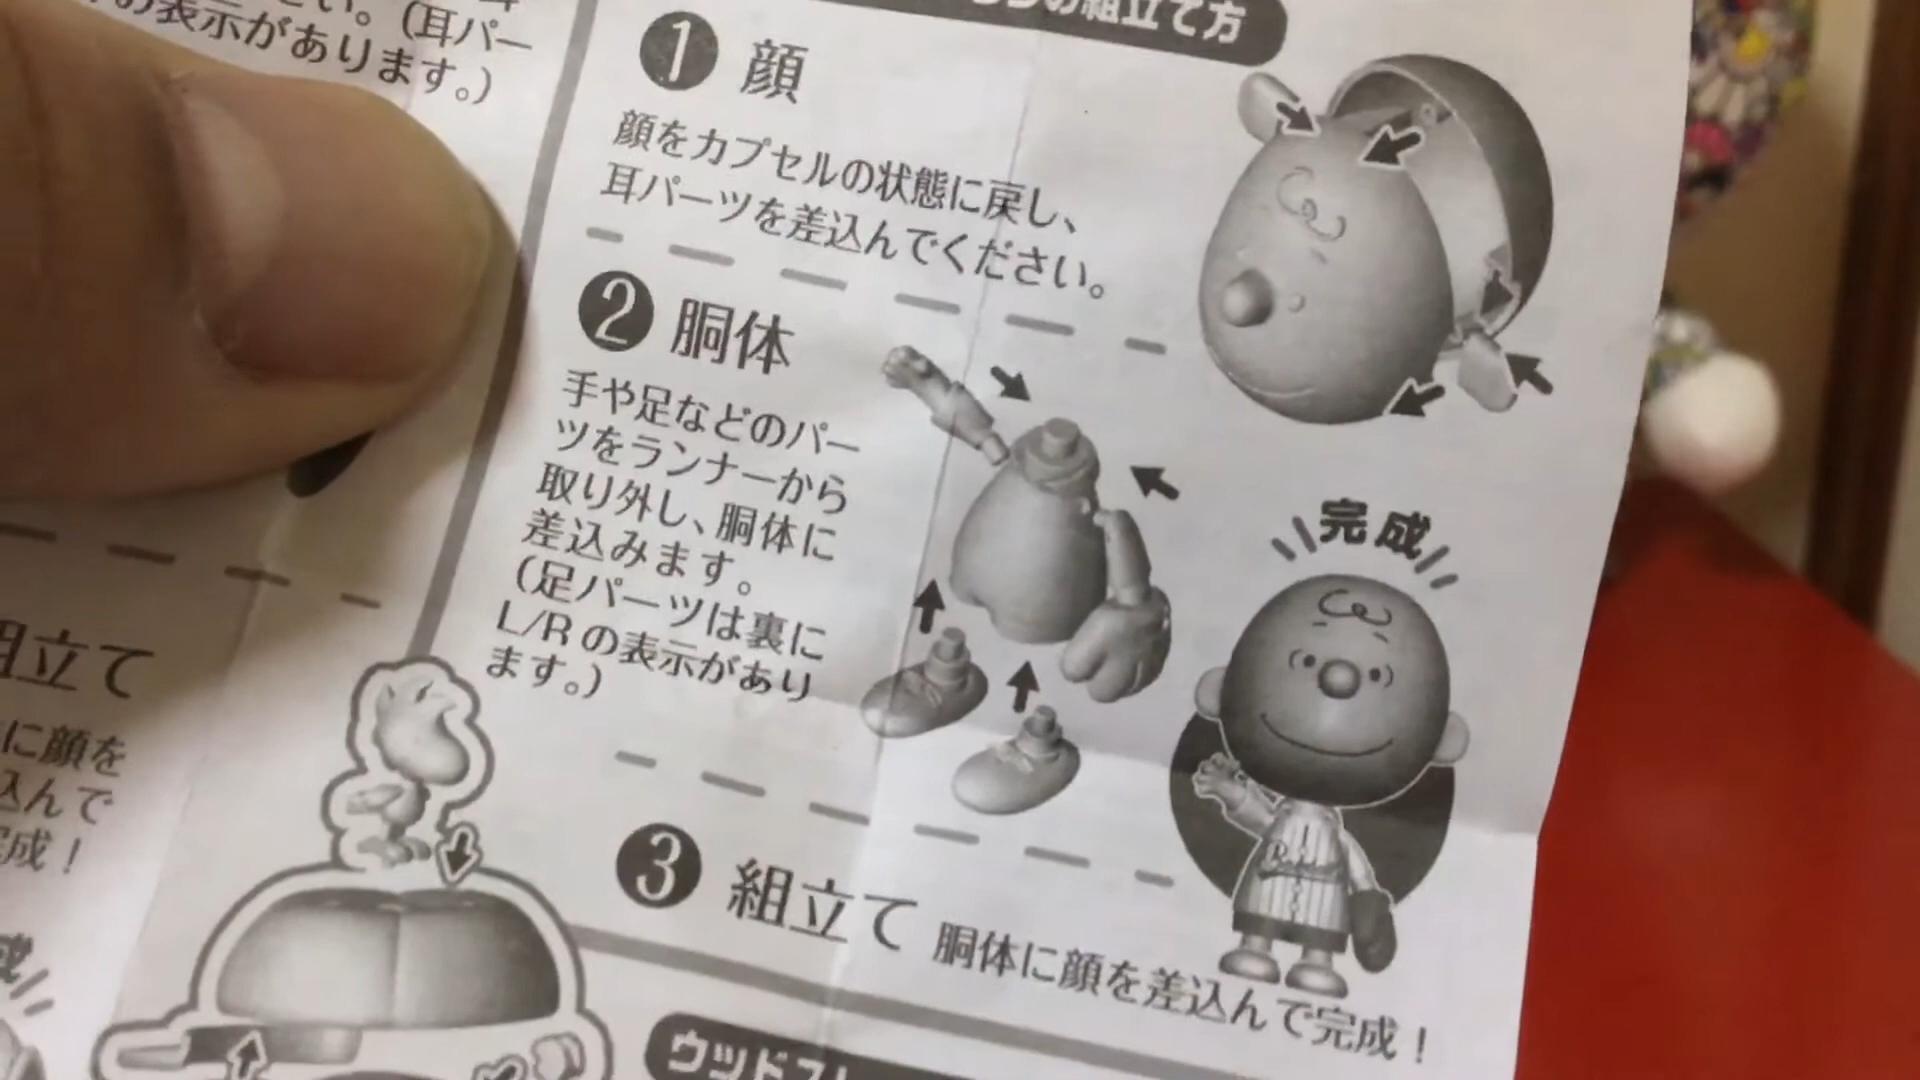 い。(耳パー
の表示があります。)
の組立て方
1 顔
顔をカプセルの状態に戻し、
耳パーツを差込んでください。
2 胴体
手や足などのパー
ツをランナーから
取り外し、胴体に
差込みます。
(足パーツは裏に
L/Rの表示があり
ます。)
完成
3 組立て 胴体に顔を差込んで完成!
組立て
に顔を
込んで
完成!
ウッドスト